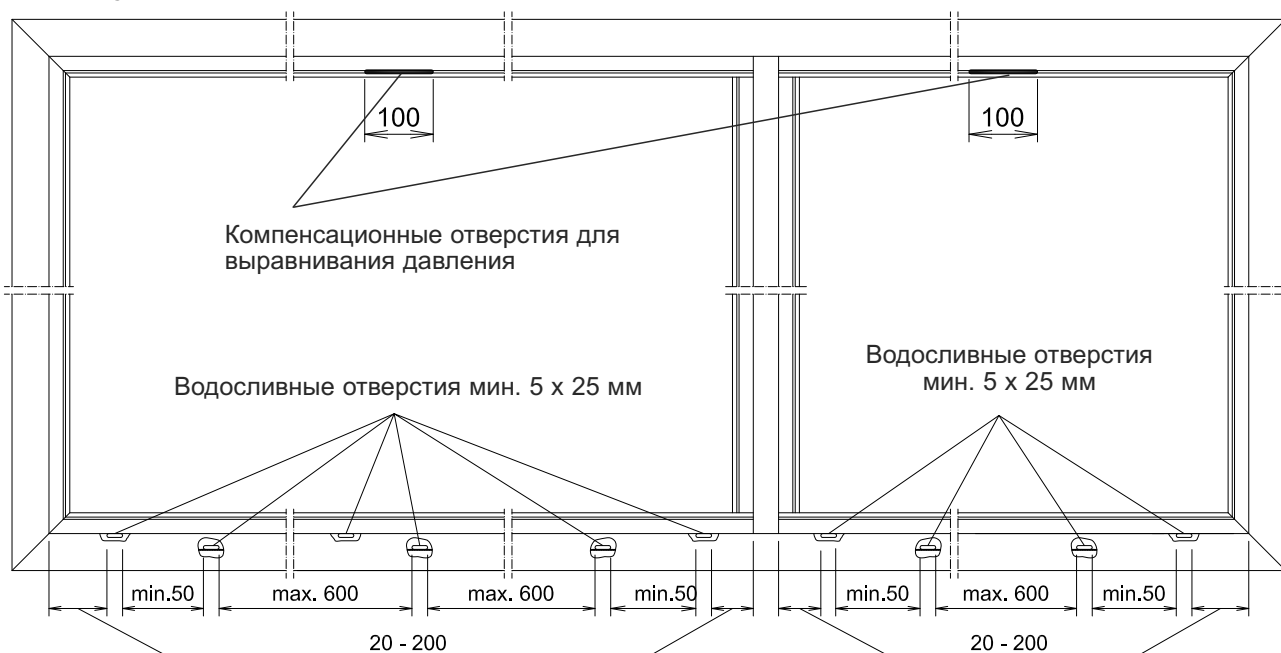 100
100
Компенсационные отверстия для
выравнивания давления
Водосливные отверстия мин. 5 x 25 мм
Водосливные отверстия
мин. 5 x 25 мм
min.50
max. 600
max. 600
min.50
min.50
max. 600
min.50
20 - 200
20 - 200